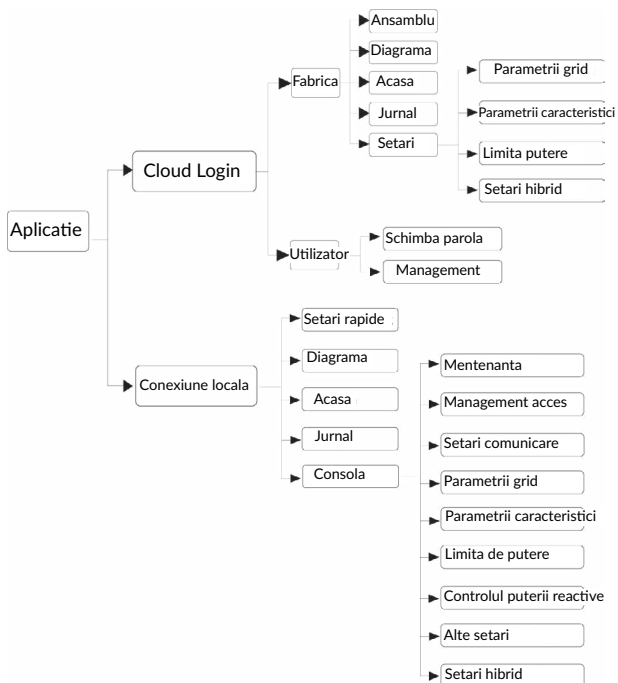 Aplicatie
Cloud Login
Fabrica
Ansamblu
Diagrama
Acasa
Jurnal
Setari
Parametrii grid
Parametrii caracteristici
Limita putere
Setari hibrid
Utilizator
Schimba parola
Management
Conexiune locala
Setari rapide
Diagrama
Acasa
Jurnal
Consola
Mentenanta
Management acces
Setari comunicare
Parametrii grid
Parametrii caracteristici
Limita de putere
Controlul puterii reactive
Alte setari
Setari hibrid